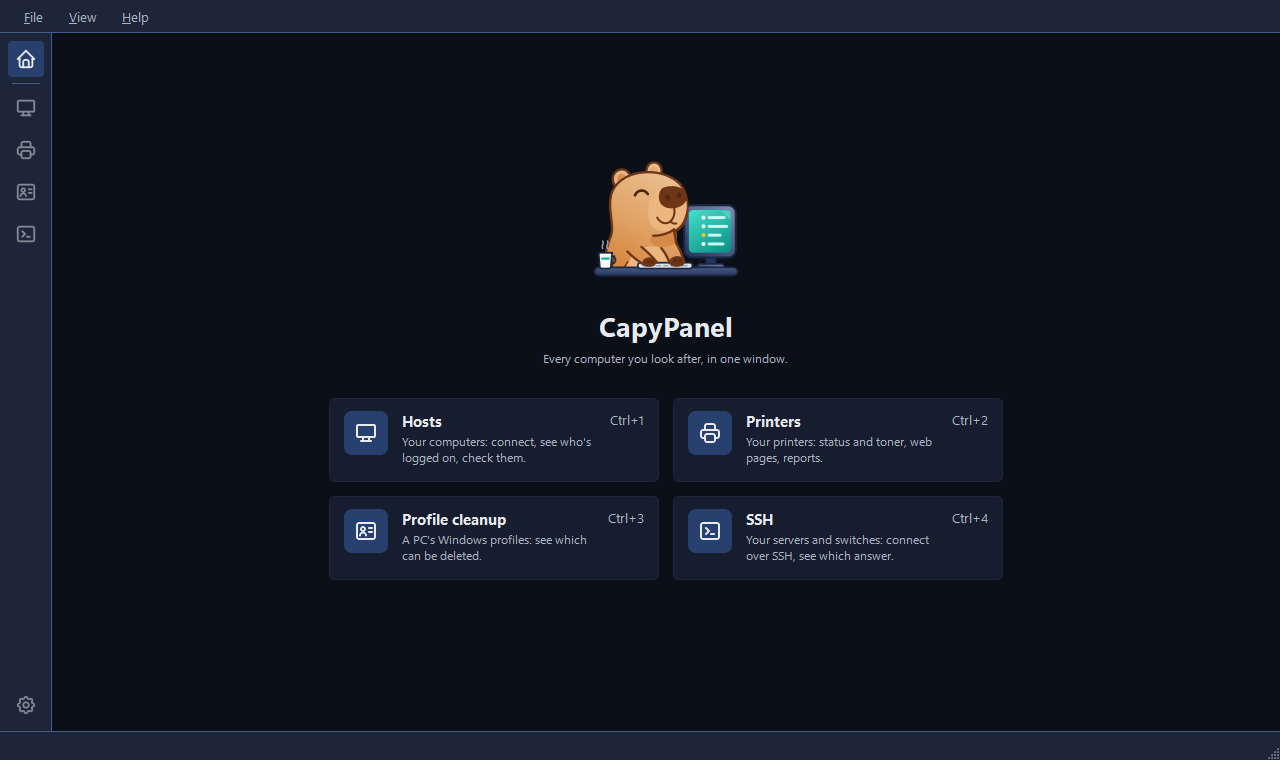 File View Help
CapyPanel
Every computer you look after, in one window.
Hosts Ctrl+1
Your computers: connect, see who's
logged on, check them.
Printers Ctrl+2
Your printers: status and toner, web
pages, reports.
Profile cleanup Ctrl+3
A PC's Windows profiles: see which
can be deleted.
SSH Ctrl+4
Your servers and switches: connect
over SSH, see which answer.